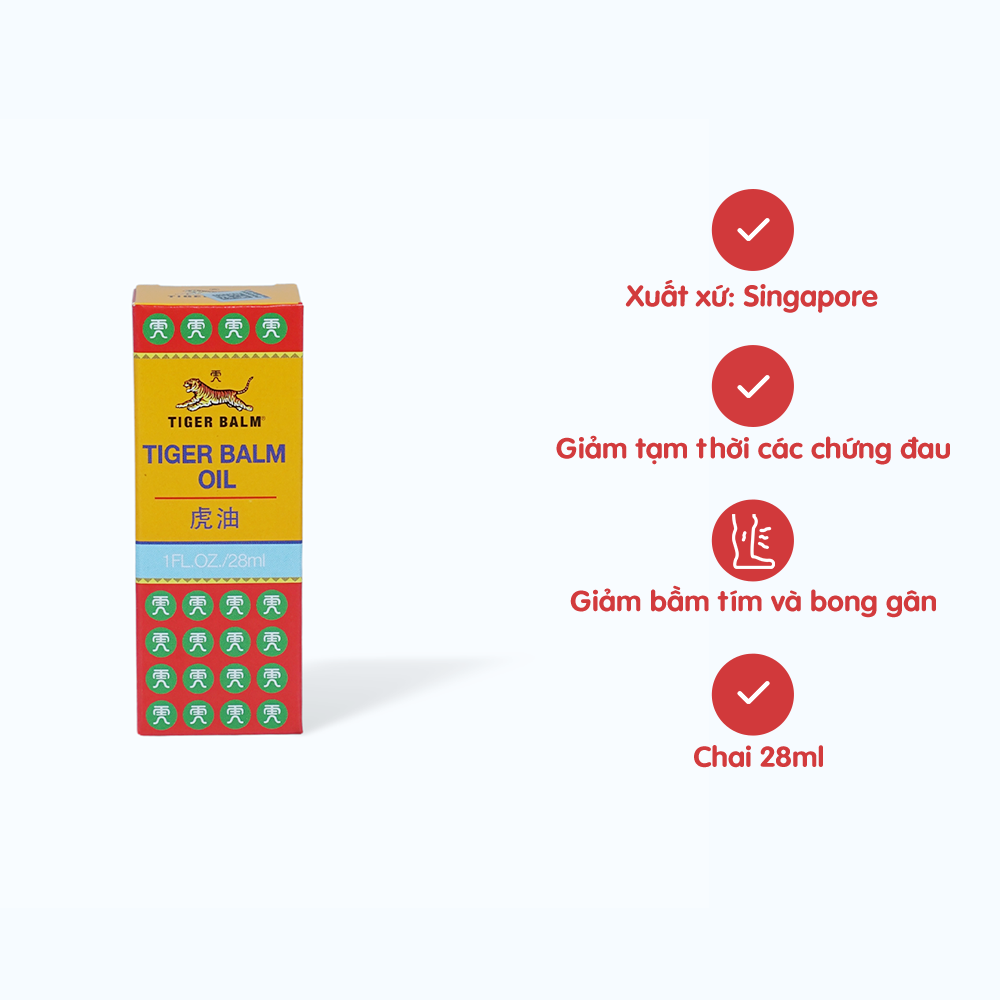 TIGER BALM
TIGER BALM
OIL
虎油
1FL.OZ./28ml
Xuất xứ: Singapore
Giảm tạm thời các chứng đau
Giảm bầm tím và bong gân
Chai 28ml